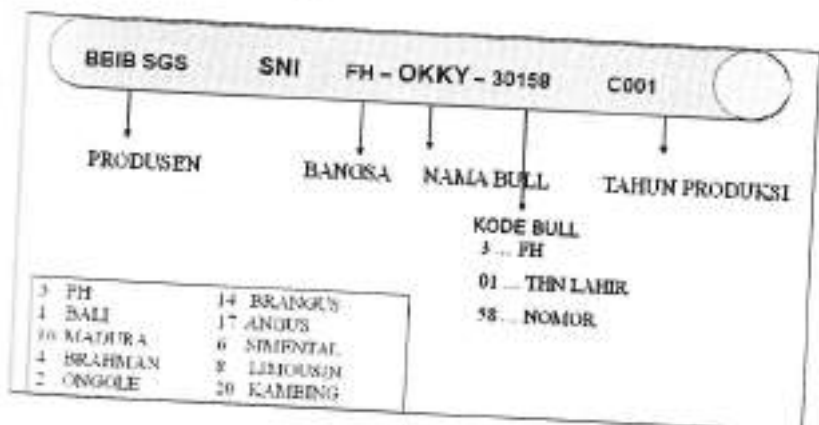 BBIB SGS SNI FH – OKKY – 30158 C001
PRODUSEN BANGSA NAMA BULL TAHUN PRODUKSI
KODE BULL
3 ... FH
01 ... THN LAHIR
58 ... NOMOR
3 FH 14 BRANGUS
1 BALI 17 ANGUS
16 MADURA 6 SIMENTAL
4 BRAHMAN 8 LIMOUSIN
2 ONGOLE 20 KAMBING